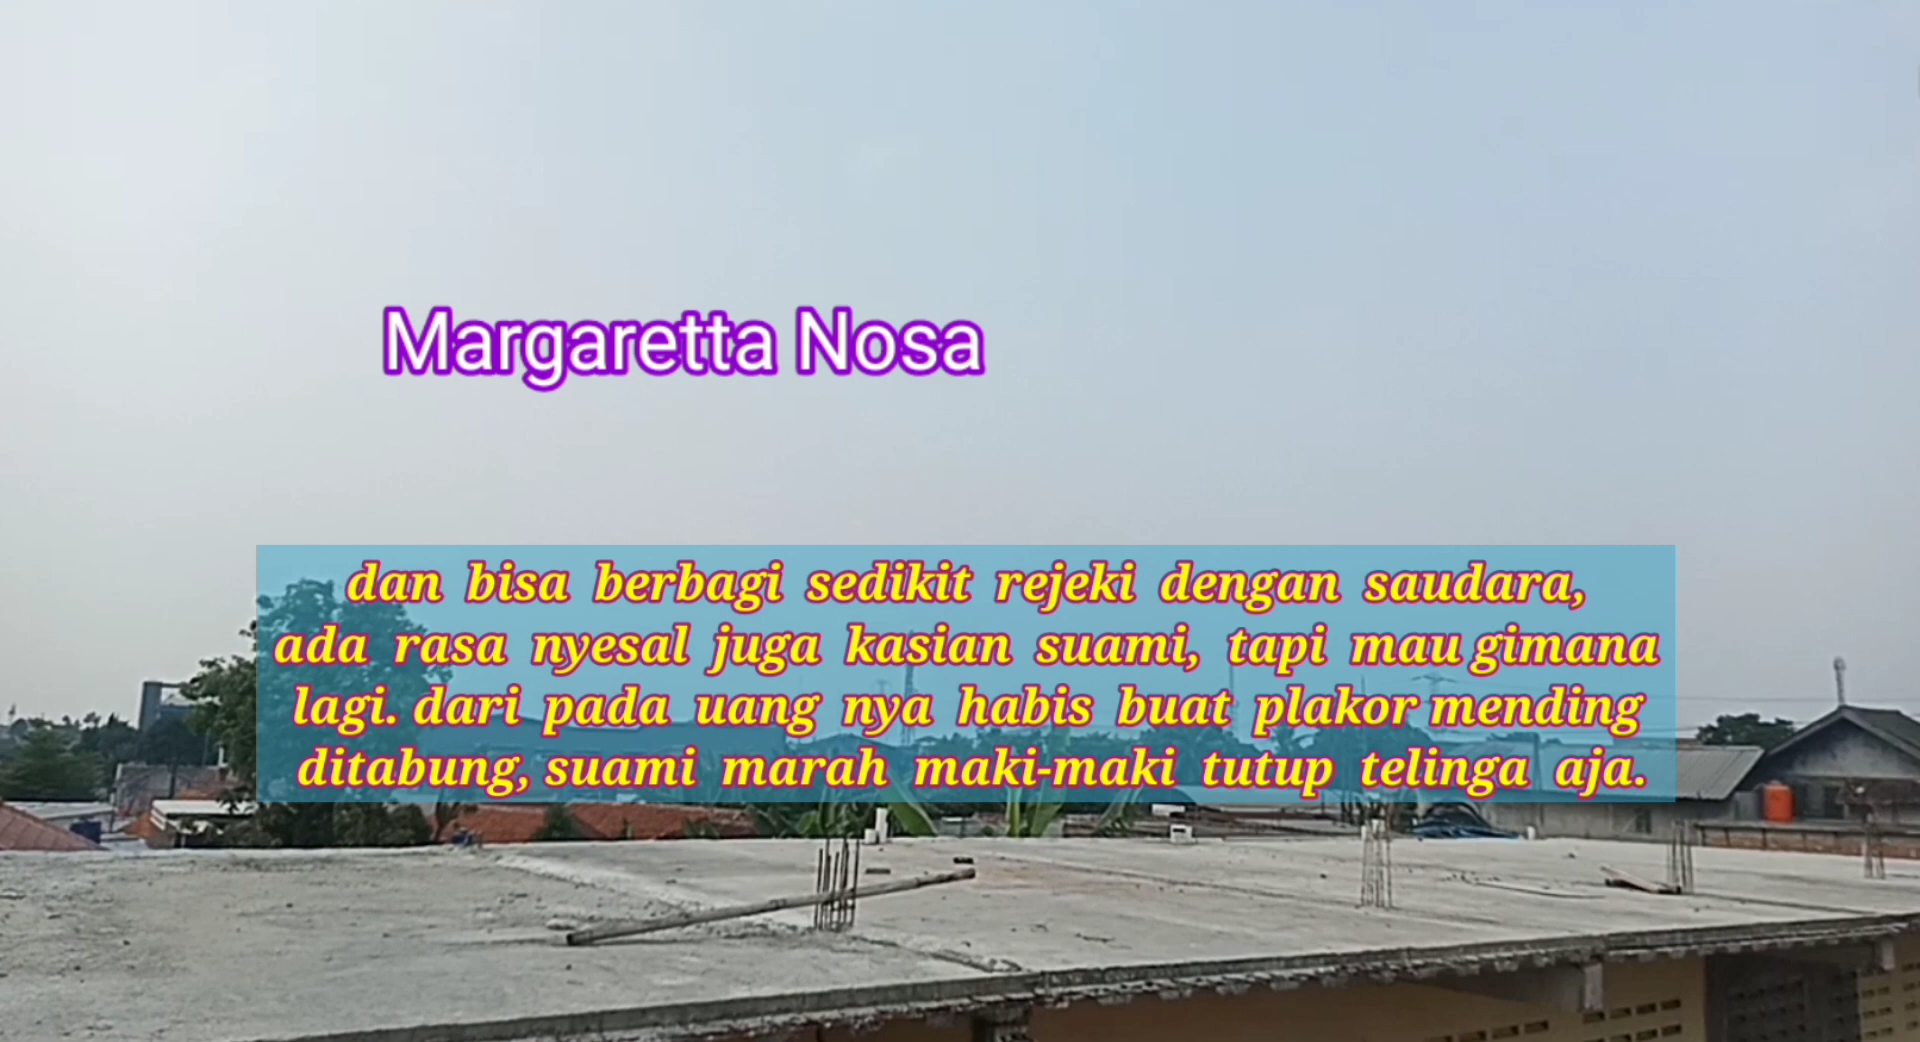 Margaretta Nosa
dan bisa berbagi sedikit rejeki dengan saudara,
ada rasa nyesal juga kasian suami, tapi mau gimana
lagi. dari pada uang nya habis buat plakor mending
ditabung, suami marah maki-maki tutup telinga aja.